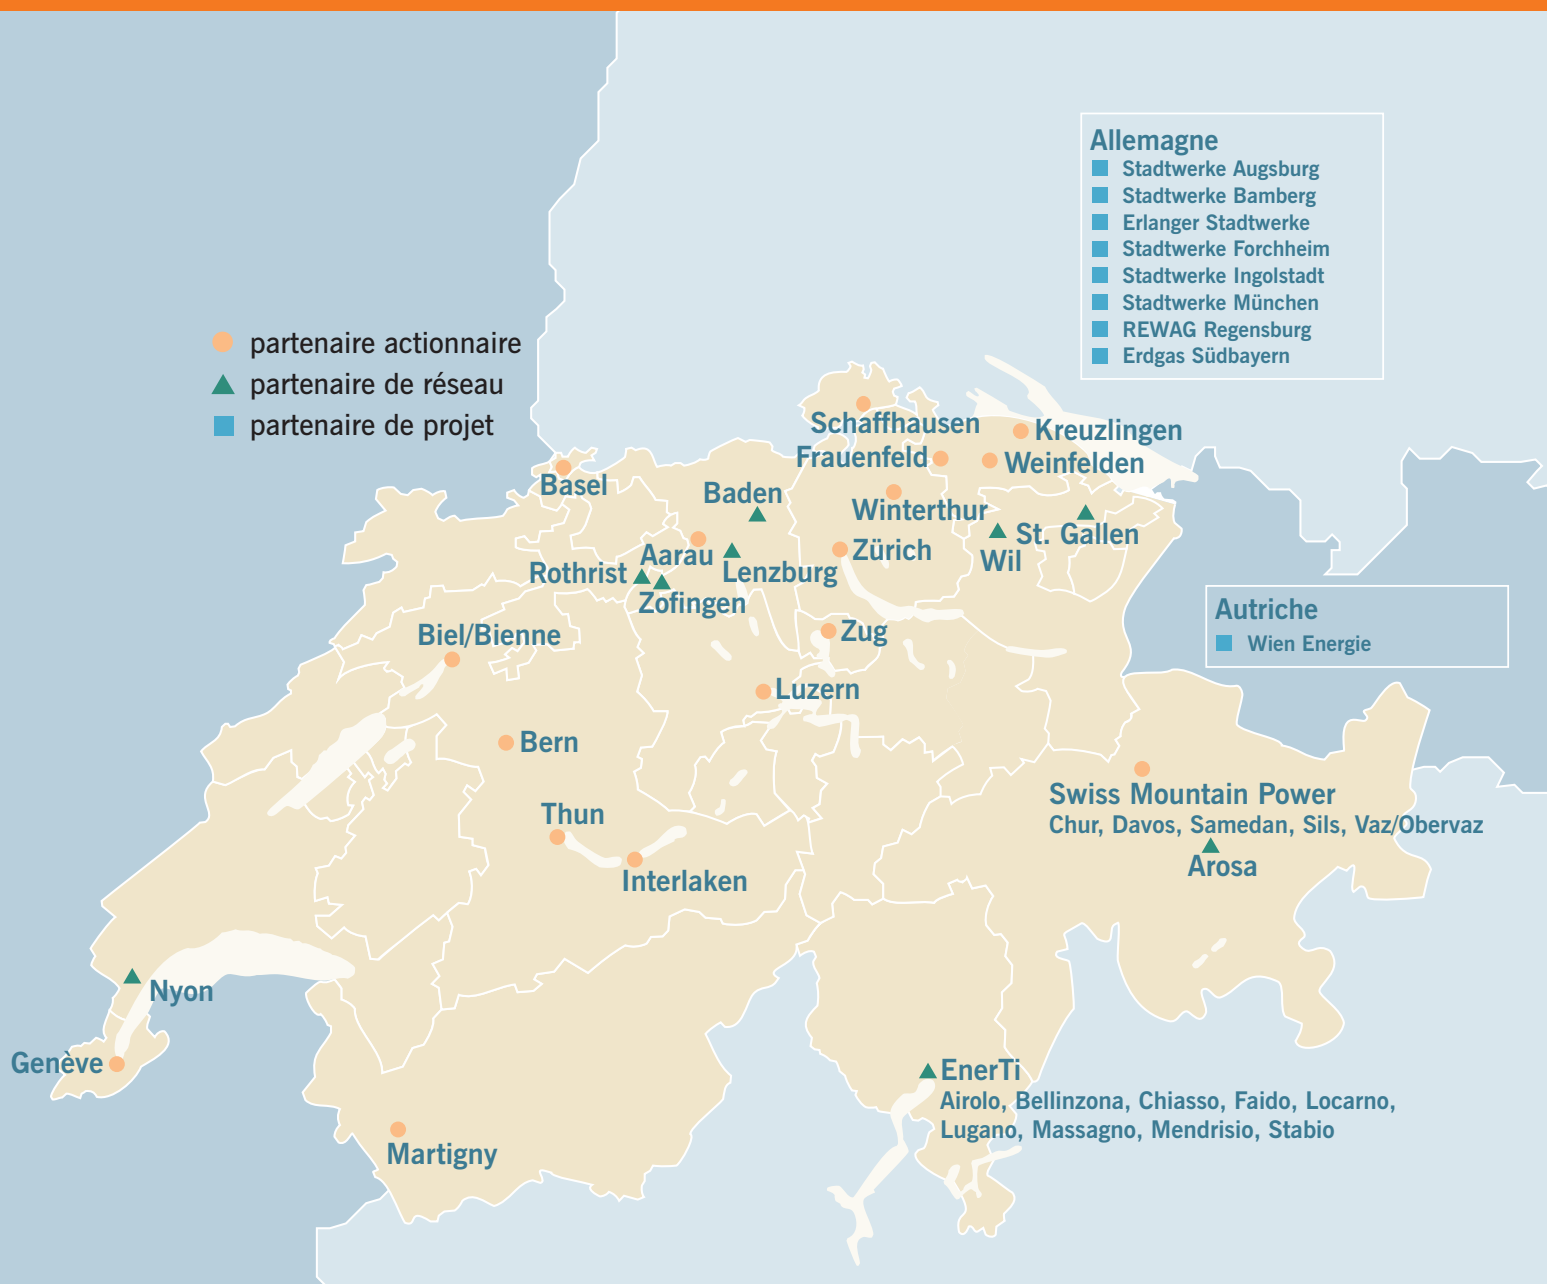 Allemagne
Stadtwerke Augsburg
Stadtwerke Bamberg
Erlanger Stadtwerke
Stadtwerke Forchheim
Stadtwerke Ingolstadt
Stadtwerke München
REWAG Regensburg
Erdgas Südbayern
partenaire actionnaire
partenaire de réseau
partenaire de projet
Schaffhausen
Kreuzlingen
Frauenfeld
Weinfelden
Basel
Baden
Winterthur
St. Gallen
Aarau
Zürich
Wil
Rothrist
Lenzburg
Zofingen
Autriche
Wien Energie
Biel/Bienne
Zug
Luzern
Bern
Swiss Mountain Power
Chur, Davos, Samedan, Sils, Vaz/Obervaz
Thun
Arosa
Interlaken
Nyon
Genève
EnerTi
Airolo, Bellinzona, Chiasso, Faido, Locarno,
Lugano, Massagno, Mendrisio, Stabio
Martigny